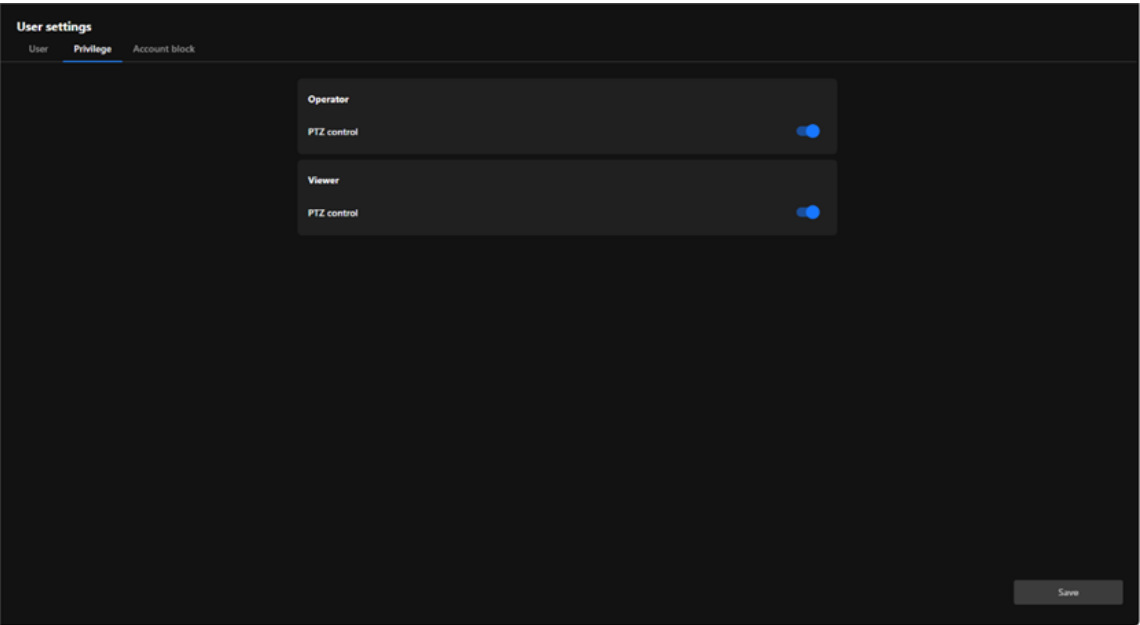 User settings
User Privilege Account block
Operator
PTZ control
Viewer
PTZ control
Save